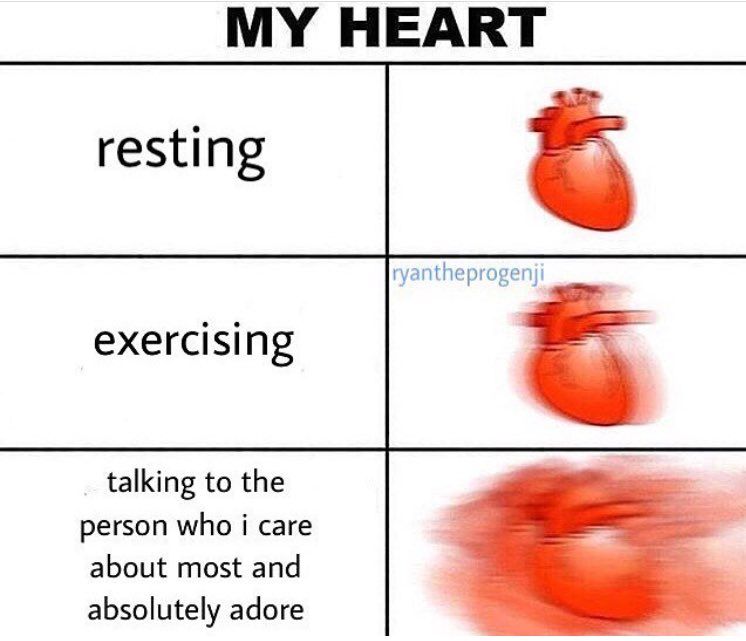 MY HEART
resting
ryantheprogenji
exercising
talking to the
person who i care
about most and
absolutely adore